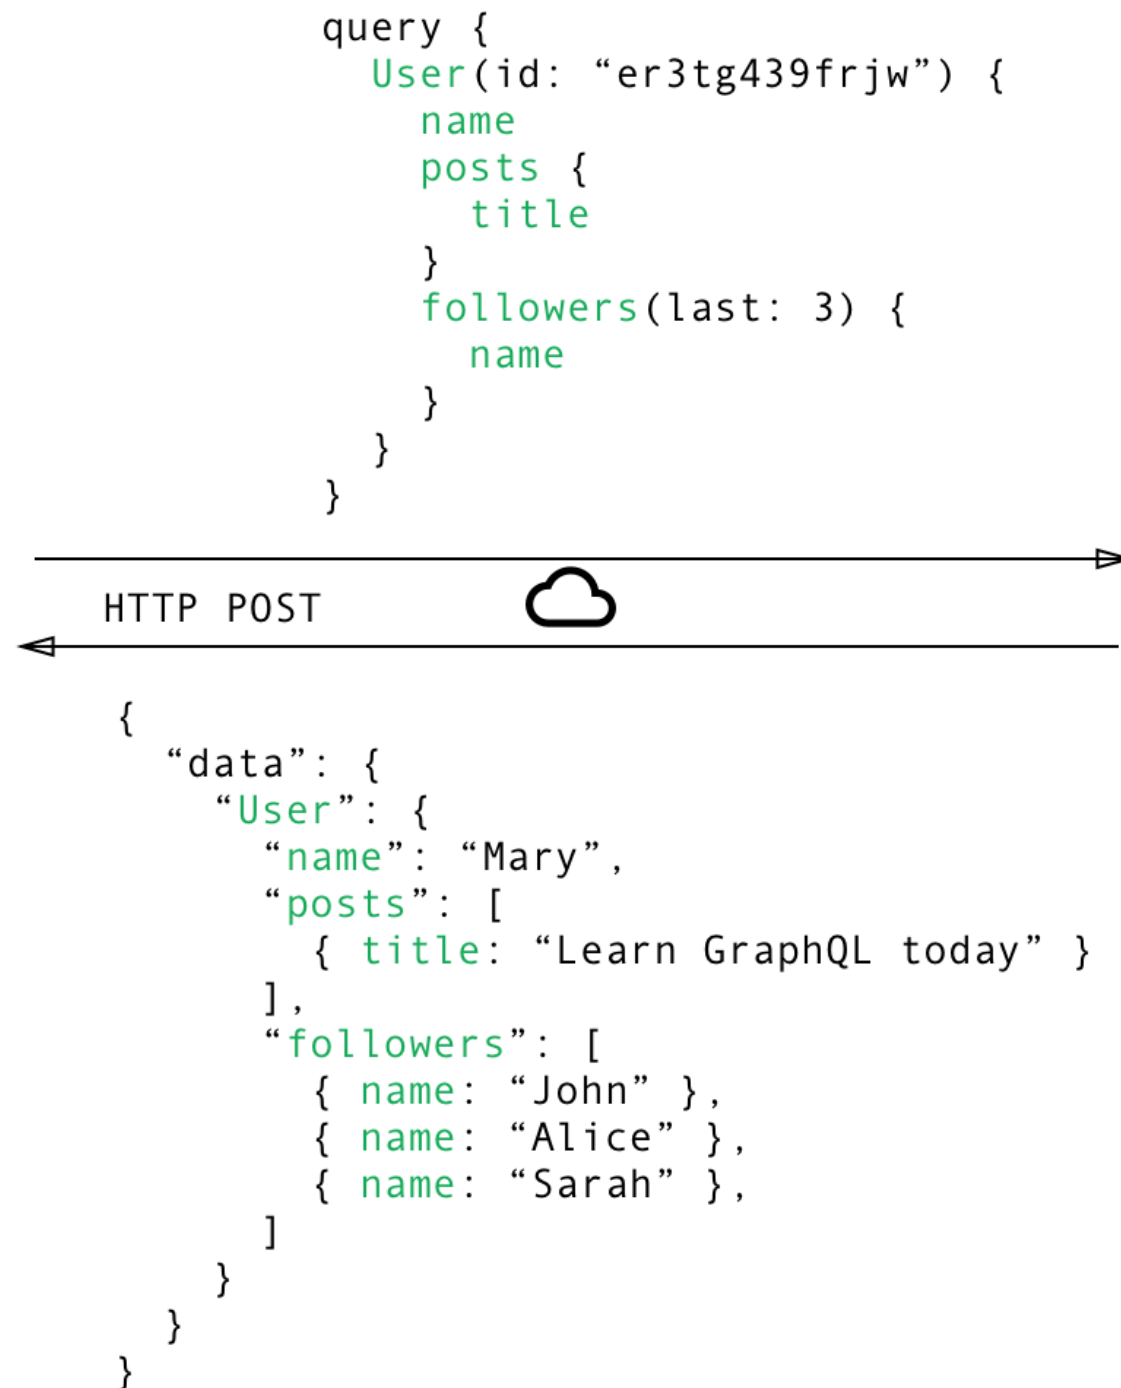 query {
  User(id: “er3tg439frjw”) {
    name
    posts {
      title
    }
    followers(last: 3) {
      name
    }
  }
}
HTTP POST
{
  “data”: {
    “User”: {
      “name”: “Mary”,
      “posts”: [
        { title: “Learn GraphQL today” }
      ],
      “followers”: [
        { name: “John” },
        { name: “Alice” },
        { name: “Sarah” },
      ]
    }
  }
}